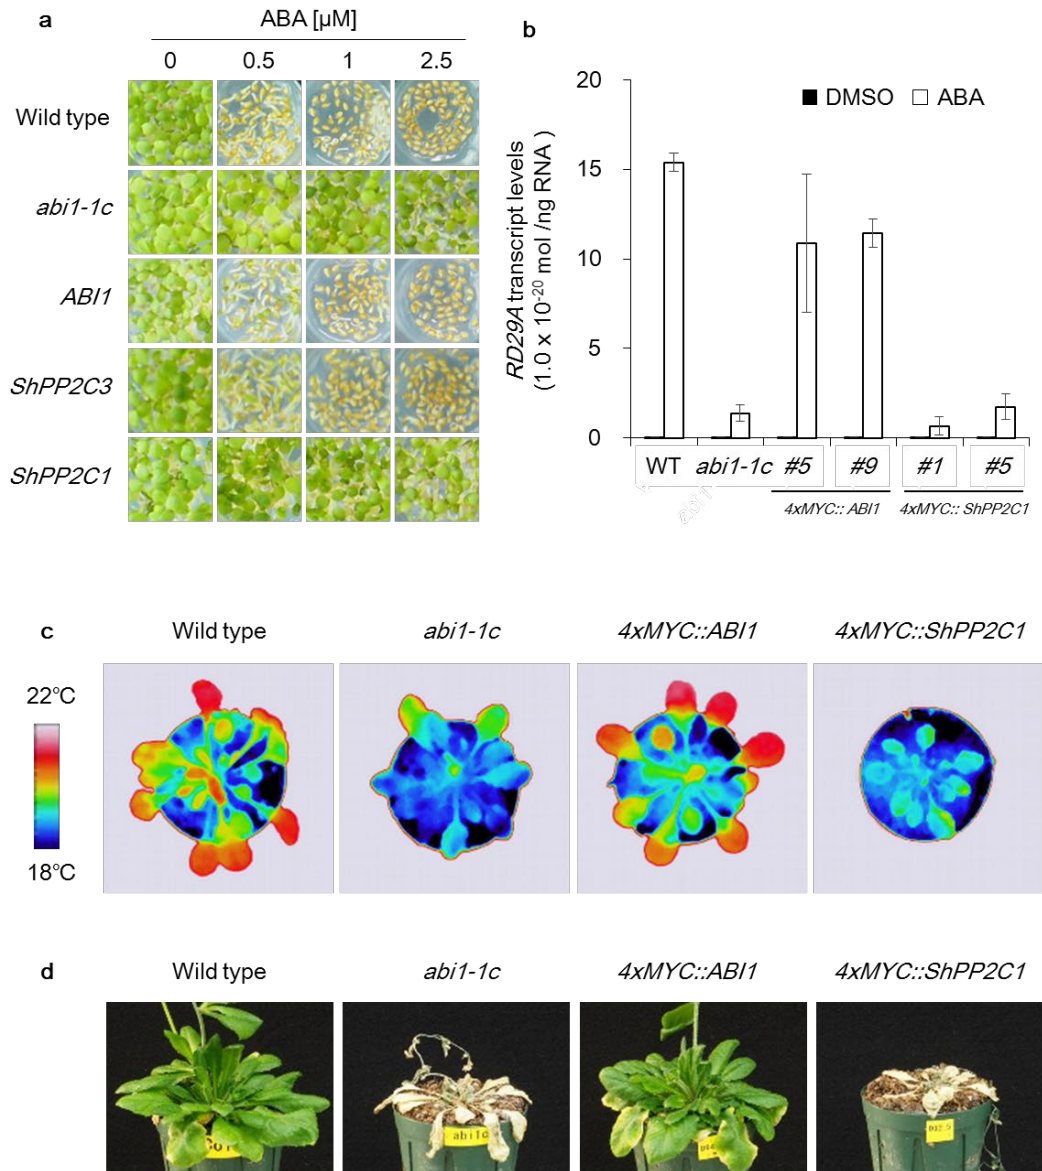 a
ABA [µM]
0 0.5 1 2.5
Wild type
abi1-1c
ABI1
ShPP2C3
ShPP2C1
b
RD29A transcript levels
(1.0 x 10-20 mol /ng RNA )
20
15
10
5
0
DMSO ABA
WT abi1-1c #5 #9 #1 #5
4xMYC:: ABI1 4xMYC:: ShPP2C1
c
Wild type abi1-1c 4xMYC::ABI1 4xMYC::ShPP2C1
22℃
18℃
d
Wild type abi1-1c 4xMYC::ABI1 4xMYC::ShPP2C1
abi1c